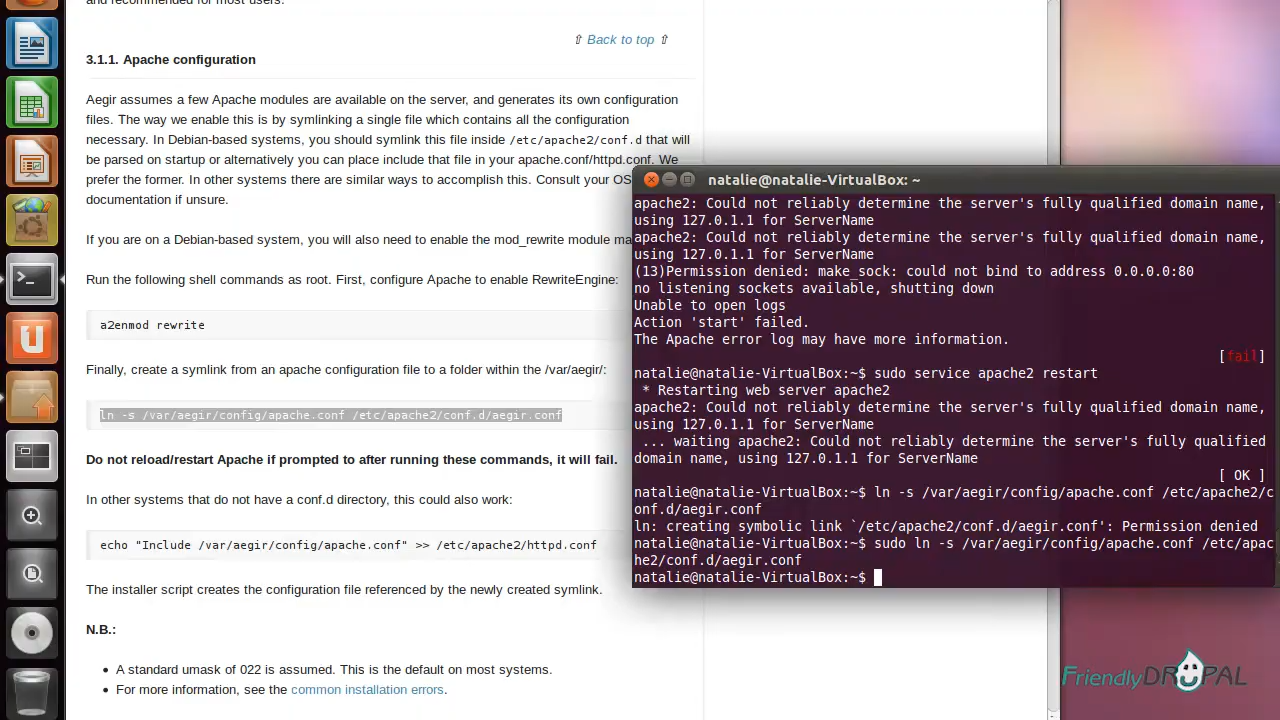 and recommended for most users.
⇧ Back to top ⇧
3.1.1. Apache configuration
Aegir assumes a few Apache modules are available on the server, and generates its own configuration
files. The way we enable this is by symlinking a single file which contains all the configuration
necessary. In Debian-based systems, you should symlink this file inside /etc/apache2/conf.d that will
be parsed on startup or alternatively you can place include that file in your apache.conf/httpd.conf. We
prefer the former. In other systems there are similar ways to accomplish this. Consult your OS
documentation if unsure.
If you are on a Debian-based system, you will also need to enable the mod_rewrite module ma
Run the following shell commands as root. First, configure Apache to enable RewriteEngine:
a2enmod rewrite
Finally, create a symlink from an apache configuration file to a folder within the /var/aegir/:
ln -s /var/aegir/config/apache.conf /etc/apache2/conf.d/aegir.conf
Do not reload/restart Apache if prompted to after running these commands, it will fail.
In other systems that do not have a conf.d directory, this could also work:
echo "Include /var/aegir/config/apache.conf" >> /etc/apache2/httpd.conf
The installer script creates the configuration file referenced by the newly created symlink.
N.B.:
• A standard umask of 022 is assumed. This is the default on most systems.
• For more information, see the common installation errors.
natalie@natalie-VirtualBox: ~
apache2: Could not reliably determine the server's fully qualified domain name,
using 127.0.1.1 for ServerName
apache2: Could not reliably determine the server's fully qualified domain name,
using 127.0.1.1 for ServerName
(13)Permission denied: make_sock: could not bind to address 0.0.0.0:80
no listening sockets available, shutting down
Unable to open logs
Action 'start' failed.
The Apache error log may have more information.
[fail]
natalie@natalie-VirtualBox:~$ sudo service apache2 restart
* Restarting web server apache2
apache2: Could not reliably determine the server's fully qualified domain name,
using 127.0.1.1 for ServerName
... waiting apache2: Could not reliably determine the server's fully qualified
domain name, using 127.0.1.1 for ServerName
[ OK ]
natalie@natalie-VirtualBox:~$ ln -s /var/aegir/config/apache.conf /etc/apache2/c
onf.d/aegir.conf
ln: creating symbolic link `/etc/apache2/conf.d/aegir.conf': Permission denied
natalie@natalie-VirtualBox:~$ sudo ln -s /var/aegir/config/apache.conf /etc/apac
he2/conf.d/aegir.conf
natalie@natalie-VirtualBox:~$
FriendlyDRUPAL